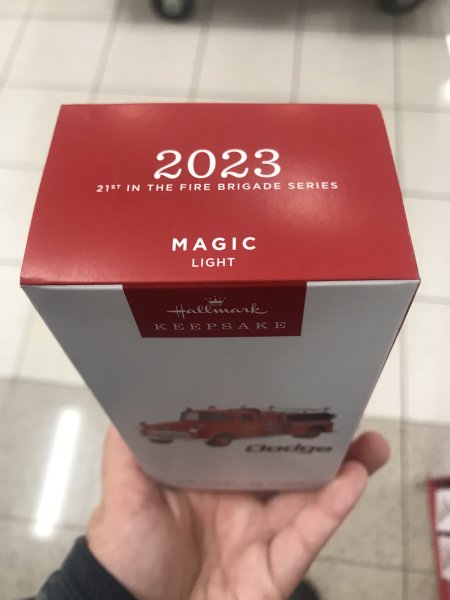 2023
21ST IN THE FIRE BRIGADE SERIES
MAGIC
LIGHT
Hallmark
KEEPSAKE
Dodge